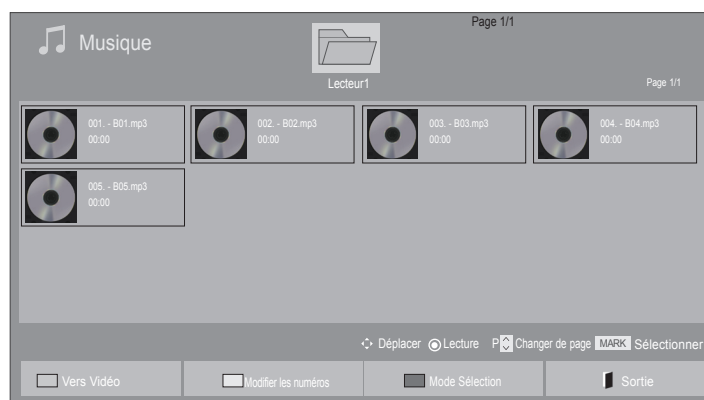 Page 1/1
Musique
Lecteur1
Page 1/1
001. - B01.mp3
00:00
002. - B02.mp3
00:00
003. - B03.mp3
00:00
004. - B04.mp3
00:00
005. - B05.mp3
00:00
Déplacer Lecture P Changer de page MARK Sélectionner
Vers Vidéo Modifier les numéros Mode Sélection Sortie